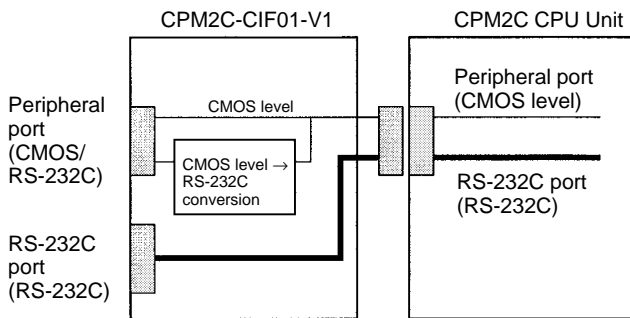 CPM2C-CIF01-V1
CPM2C CPU Unit
Peripheral
port
(CMOS/
RS-232C)
CMOS level
CMOS level →
RS-232C
conversion
RS-232C
port
(RS-232C)
Peripheral port
(CMOS level)
RS-232C port
(RS-232C)